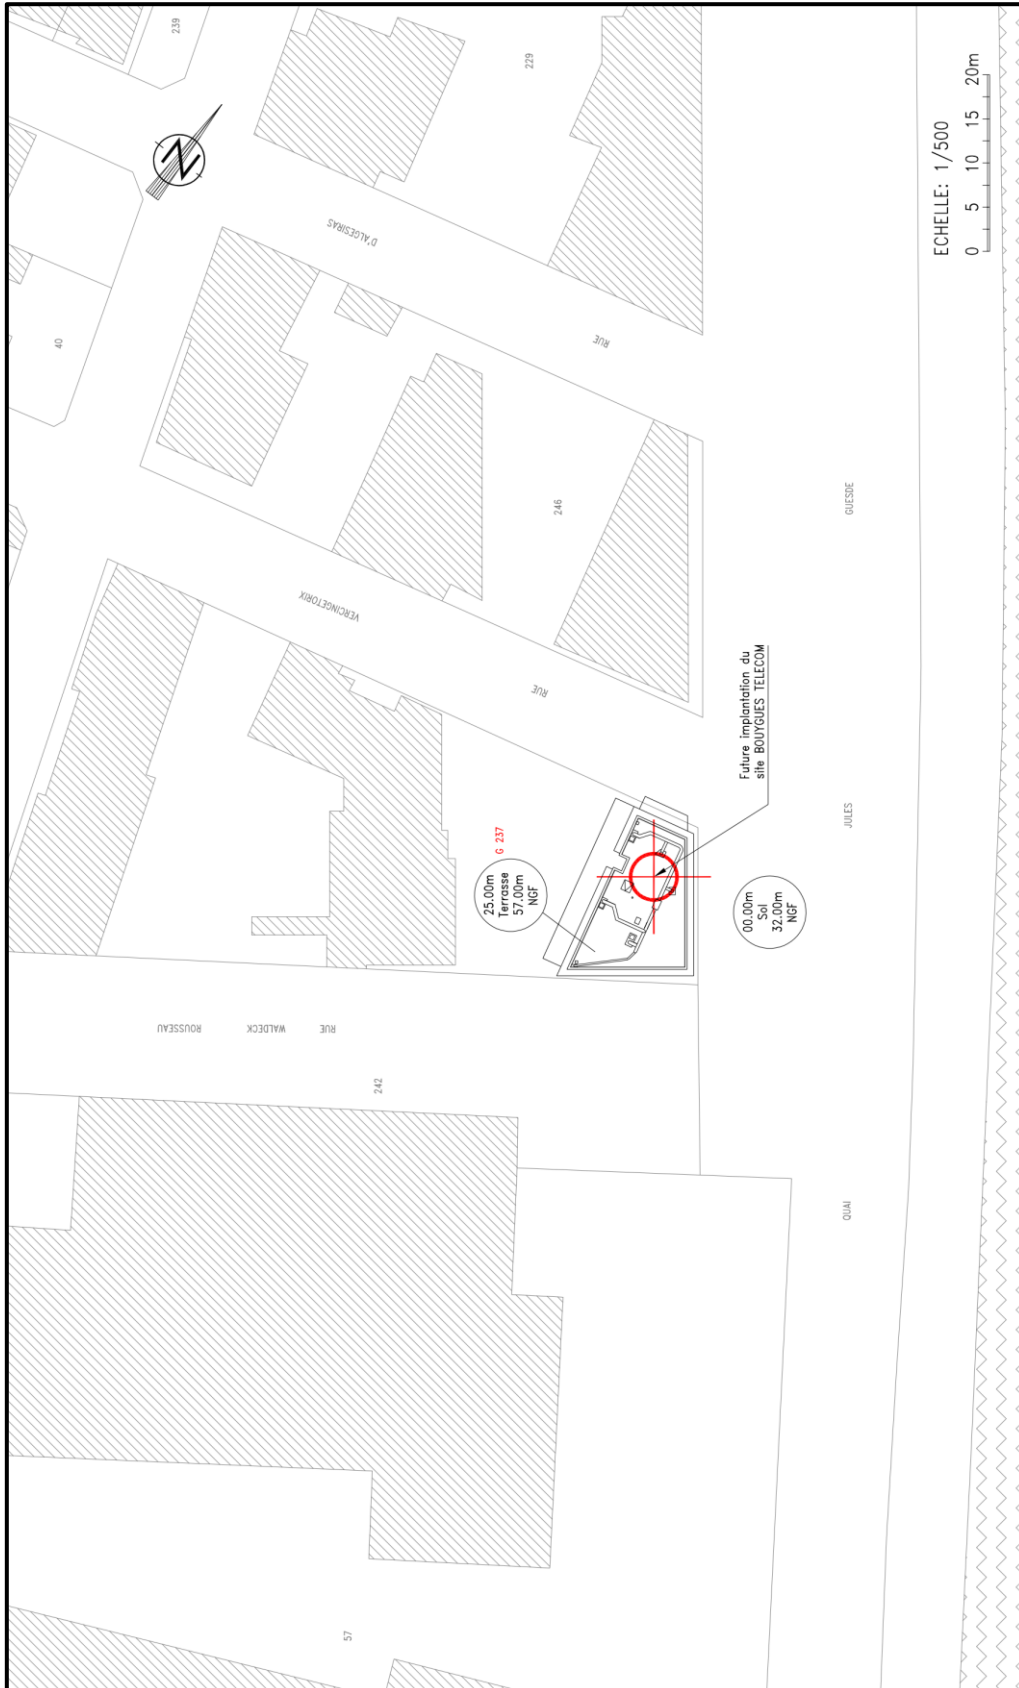 239
229
N
ECHELLE: 1/500
0 5 10 15 20m
D'ALGESIRAS
RUE
40
246
GUESDE
VERCINGETORIX
RUE
Future implantation du
site BOUYGUES TELECOM
JULES
G 237
25.00m
Terrasse
57.00m
NGF
00.00m
Sol
32.00m
NGF
RUE WALDECK ROUSSEAU
242
QUAI
57